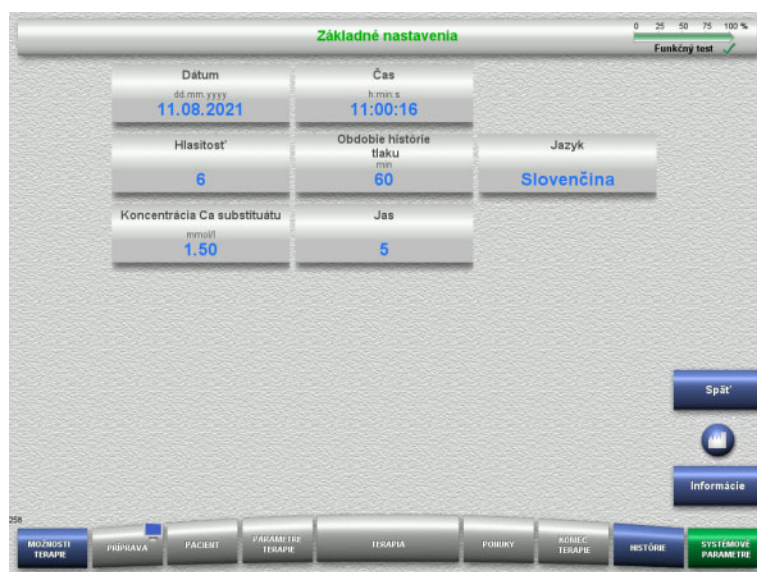 Základné nastavenia
0 25 50 75 100 %
Funkčný test
Dátum
dd.mm.yyyy
11.08.2021
Čas
h:min:s
11:00:16
Hlasitosť
6
Obdobie histórie
tlaku
min
60
Jazyk
Slovenčina
Koncentrácia Ca substituátu
mmol/l
1.50
Jas
5
Späť
Informácie
256
MOŽNOSTI
TERAPIE
PRÍPRAVA
PACIENT
PARAMETRE
TERAPIE
TERAPIA
PONUKY
KONIEC
TERAPIE
HISTÓRIE
SYSTÉMOVÉ
PARAMETRE